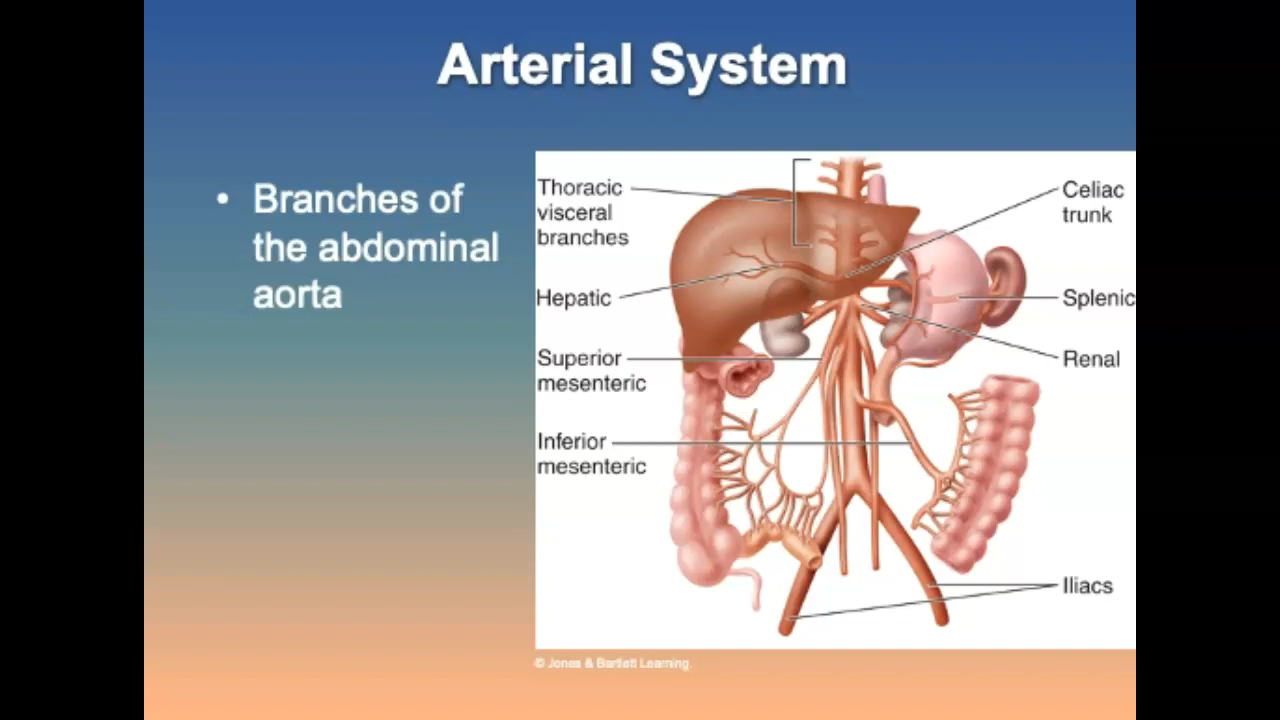 Arterial System
• Branches of
the abdominal
aorta
Thoracic
visceral
branches
Hepatic
Superior
mesenteric
Inferior
mesenteric
Celiac
trunk
Splenic
Renal
Iliacs
© Jones & Bartlett Learning.